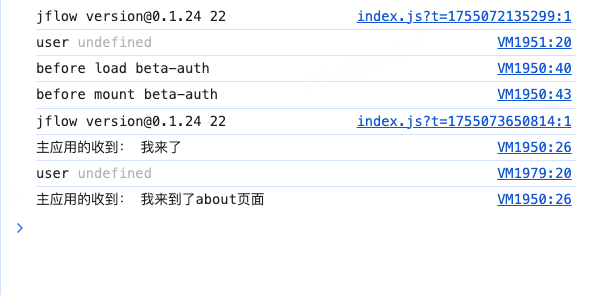 jflow version@0.1.24 22 index.js?t=1755072135299:1
user undefined VM1951:20
before load beta-auth VM1950:40
before mount beta-auth VM1950:43
jflow version@0.1.24 22 index.js?t=1755073650814:1
主应用的收到： 我来了 VM1950:26
user undefined VM1979:20
主应用的收到： 我来到了about页面 VM1950:26